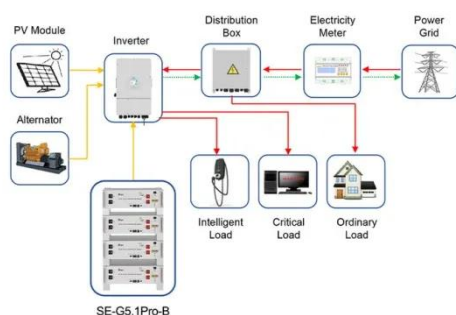 PV Module
Inverter
Distribution
Box
Electricity
Meter
Power
Grid
Alternator
Intelligent
Load
Critical
Load
Ordinary
Load
SE-G5.1Pro-B